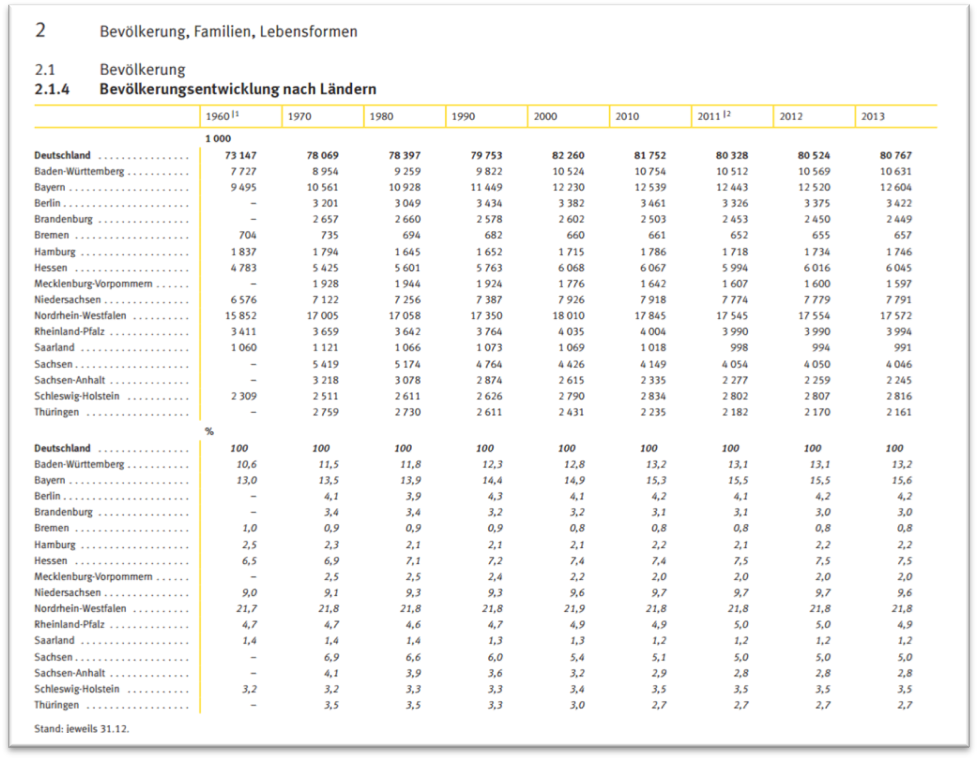 2 Bevölkerung, Familien, Lebensformen
2.1 Bevölkerung
2.1.4 Bevölkerungsentwicklung nach Ländern
1960 |1 1970 1980 1990 2000 2010 2011 |2 2012 2013
1 000
Deutschland ................ 73 147 78 069 78 397 79 753 82 260 81 752 80 328 80 524 80 767
Baden-Württemberg ........... 7 727 8 954 9 259 9 822 10 524 10 754 10 512 10 569 10 631
Bayern ..................... 9 495 10 561 10 928 11 449 12 230 12 539 12 443 12 520 12 604
Berlin ...................... – 3 201 3 049 3 434 3 382 3 461 3 326 3 375 3 422
Brandenburg ................ – 2 657 2 660 2 578 2 602 2 503 2 453 2 450 2 449
Bremen .................... 704 735 694 682 660 661 652 655 657
Hamburg ................... 1 837 1 794 1 645 1 652 1 715 1 786 1 718 1 734 1 746
Hessen .................... 4 783 5 425 5 601 5 763 6 068 6 067 5 994 6 016 6 045
Mecklenburg-Vorpommern ...... – 1 928 1 944 1 924 1 776 1 642 1 607 1 600 1 597
Niedersachsen ............... 6 576 7 122 7 256 7 387 7 926 7 918 7 774 7 779 7 791
Nordrhein-Westfalen .......... 15 852 17 005 17 058 17 350 18 010 17 845 17 545 17 554 17 572
Rheinland-Pfalz .............. 3 411 3 659 3 642 3 764 4 035 4 004 3 990 3 990 3 994
Saarland ................... 1 060 1 121 1 066 1 073 1 069 1 018 998 994 991
Sachsen .................... – 5 419 5 174 4 764 4 426 4 149 4 054 4 050 4 046
Sachsen-Anhalt .............. – 3 218 3 078 2 874 2 615 2 335 2 277 2 259 2 245
Schleswig-Holstein ........... 2 309 2 511 2 611 2 626 2 790 2 834 2 802 2 807 2 816
Thüringen .................. – 2 759 2 730 2 611 2 431 2 235 2 182 2 170 2 161
%
Deutschland ................ 100 100 100 100 100 100 100 100 100
Baden-Württemberg ........... 10,6 11,5 11,8 12,3 12,8 13,2 13,1 13,1 13,2
Bayern ..................... 13,0 13,5 13,9 14,4 14,9 15,3 15,5 15,5 15,6
Berlin ...................... – 4,1 3,9 4,3 4,1 4,2 4,1 4,2 4,2
Brandenburg ................ – 3,4 3,4 3,2 3,2 3,1 3,1 3,0 3,0
Bremen .................... 1,0 0,9 0,9 0,9 0,8 0,8 0,8 0,8 0,8
Hamburg ................... 2,5 2,3 2,1 2,1 2,1 2,2 2,1 2,2 2,2
Hessen .................... 6,5 6,9 7,1 7,2 7,4 7,4 7,5 7,5 7,5
Mecklenburg-Vorpommern ...... – 2,5 2,5 2,4 2,2 2,0 2,0 2,0 2,0
Niedersachsen ............... 9,0 9,1 9,3 9,3 9,6 9,7 9,7 9,7 9,6
Nordrhein-Westfalen .......... 21,7 21,8 21,8 21,8 21,9 21,8 21,8 21,8 21,8
Rheinland-Pfalz .............. 4,7 4,7 4,6 4,7 4,9 4,9 5,0 5,0 4,9
Saarland ................... 1,4 1,4 1,4 1,3 1,3 1,2 1,2 1,2 1,2
Sachsen .................... – 6,9 6,6 6,0 5,4 5,1 5,0 5,0 5,0
Sachsen-Anhalt .............. – 4,1 3,9 3,6 3,2 2,9 2,8 2,8 2,8
Schleswig-Holstein ........... 3,2 3,2 3,3 3,3 3,4 3,5 3,5 3,5 3,5
Thüringen .................. – 3,5 3,5 3,3 3,0 2,7 2,7 2,7 2,7
Stand: jeweils 31.12.